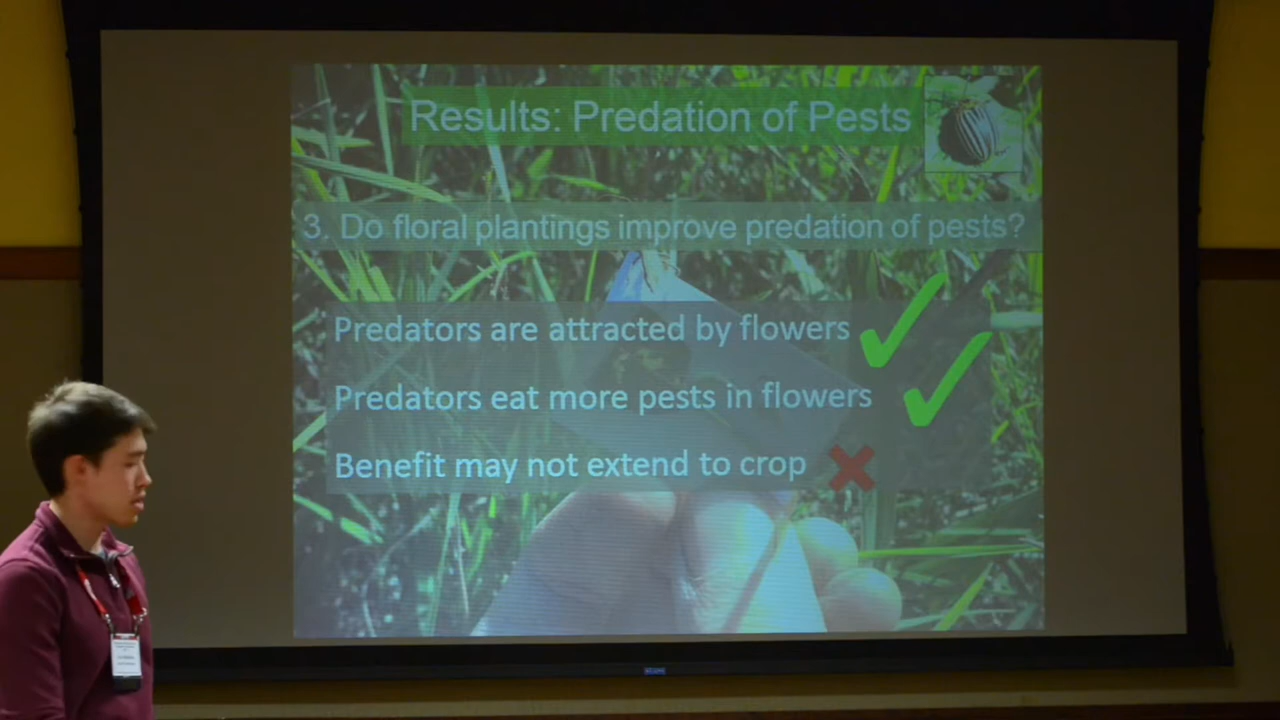 Results: Predation of Pests
3. Do floral plantings improve predation of pests?
Predators are attracted by flowers
Predators eat more pests in flowers
Benefit may not extend to crop